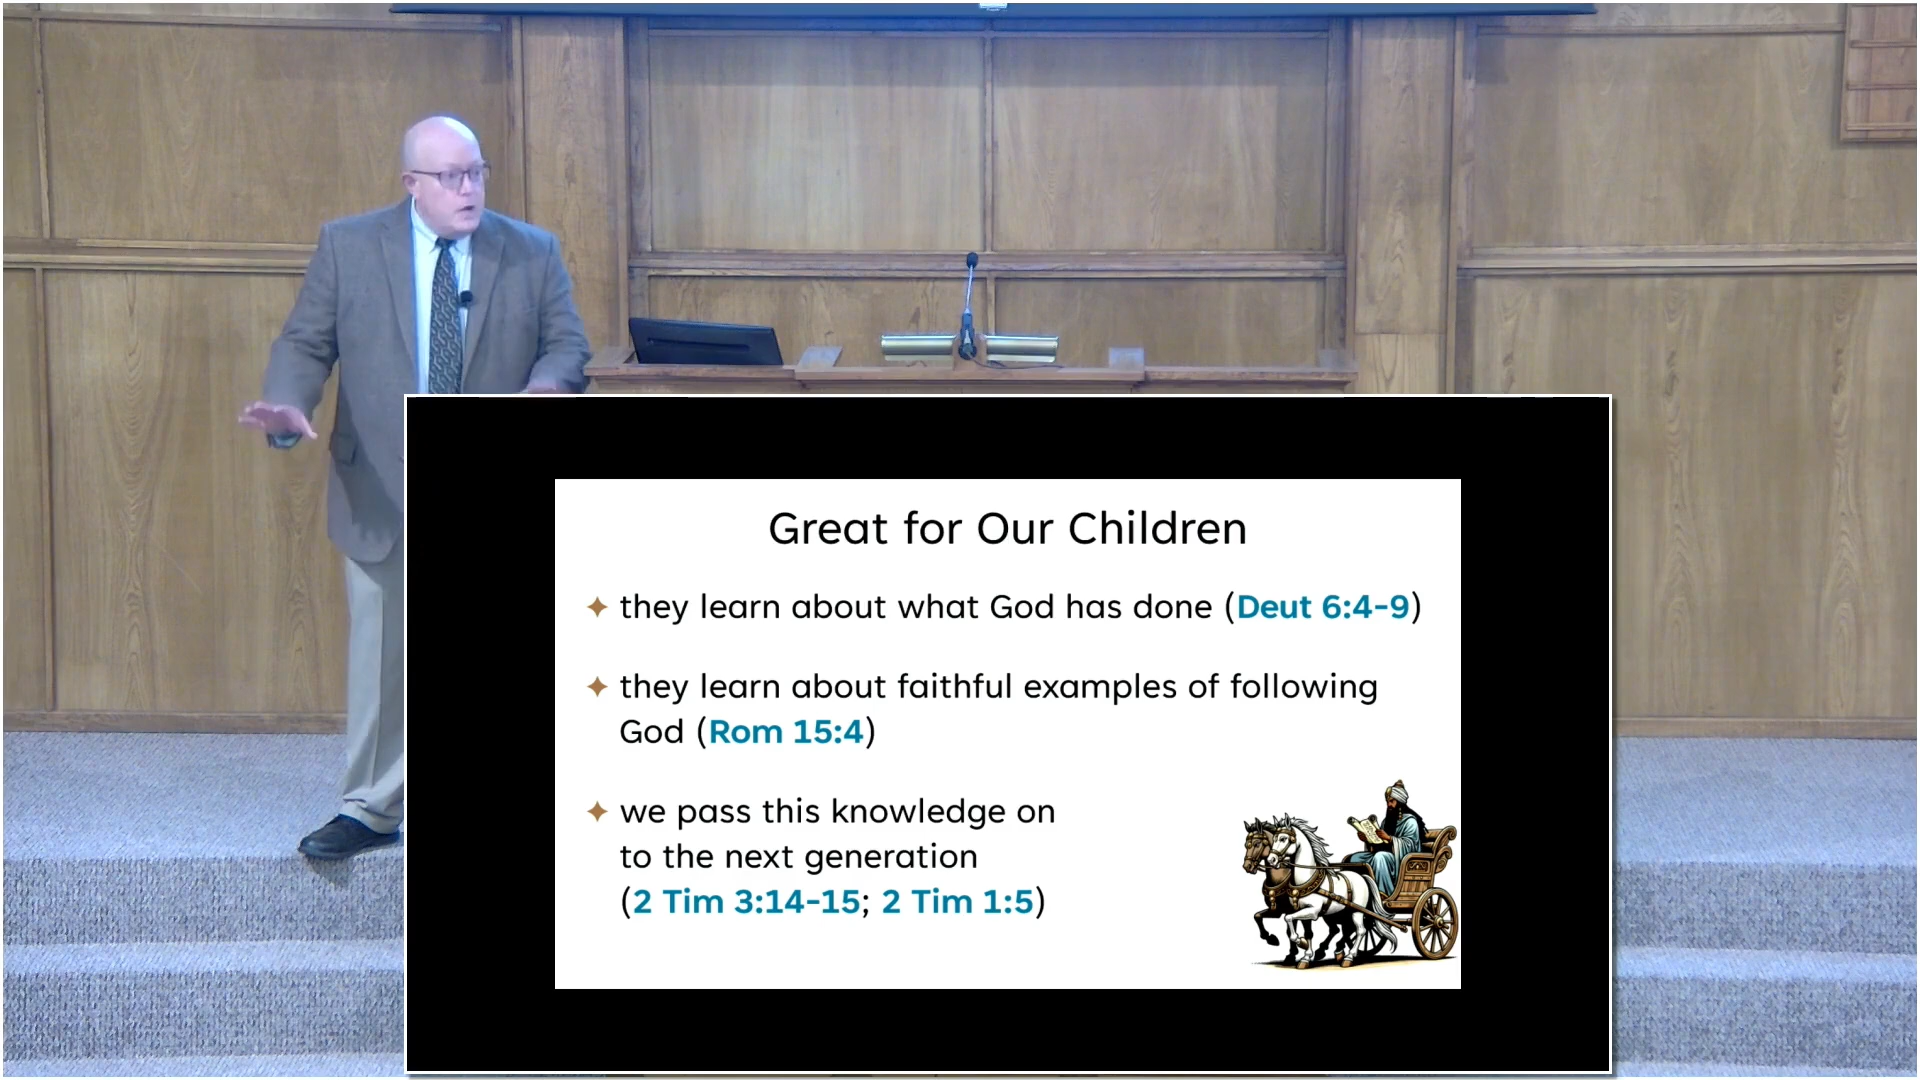 Great for Our Children
they learn about what God has done (Deut 6:4-9)
they learn about faithful examples of following
God (Rom 15:4)
we pass this knowledge on
to the next generation
(2 Tim 3:14-15; 2 Tim 1:5)